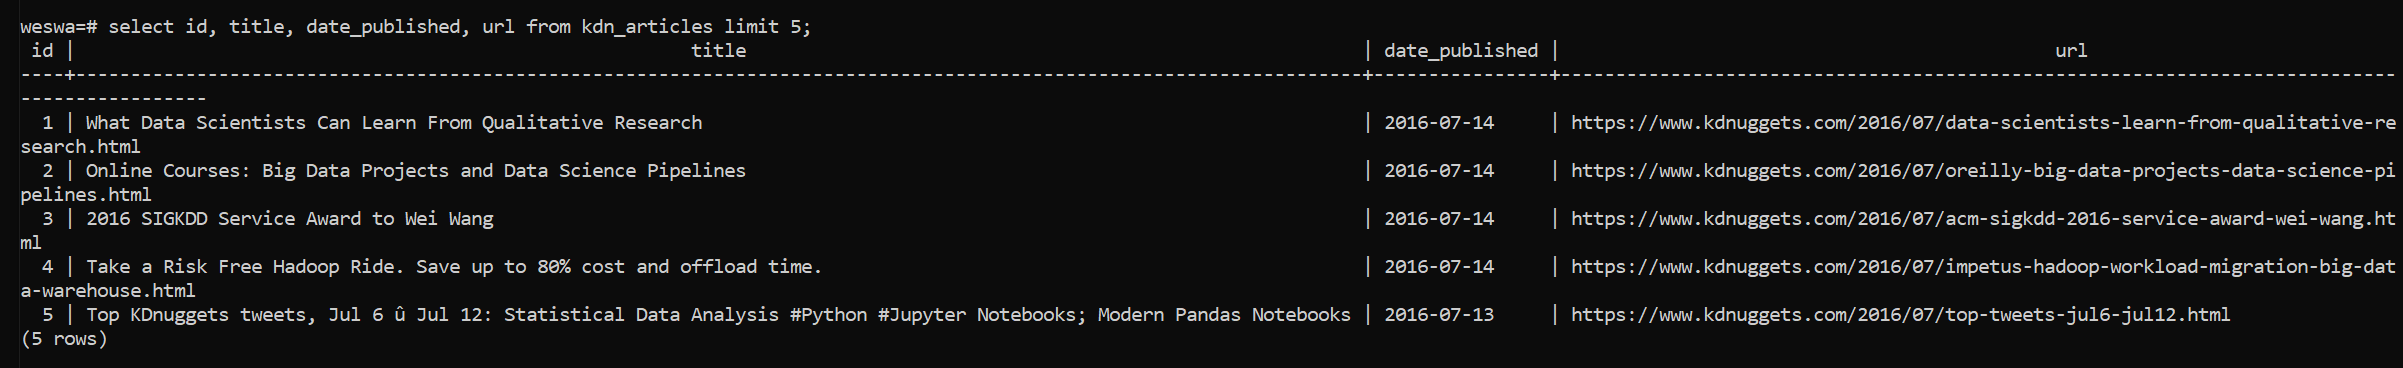 weswa=# select id, title, date_published, url from kdn_articles limit 5;
 id |                                                        title                                                        | date_published |                                             url
----+---------------------------------------------------------------------------------------------------------------------+----------------+----------------------------------------------------------------------------
-----------------
  1 | What Data Scientists Can Learn From Qualitative Research                                                            | 2016-07-14     | https://www.kdnuggets.com/2016/07/data-scientists-learn-from-qualitative-re
search.html
  2 | Online Courses: Big Data Projects and Data Science Pipelines                                                        | 2016-07-14     | https://www.kdnuggets.com/2016/07/oreilly-big-data-projects-data-science-pi
pelines.html
  3 | 2016 SIGKDD Service Award to Wei Wang                                                                               | 2016-07-14     | https://www.kdnuggets.com/2016/07/acm-sigkdd-2016-service-award-wei-wang.ht
ml
  4 | Take a Risk Free Hadoop Ride. Save up to 80% cost and offload time.                                                 | 2016-07-14     | https://www.kdnuggets.com/2016/07/impetus-hadoop-workload-migration-big-dat
a-warehouse.html
  5 | Top KDnuggets tweets, Jul 6 û Jul 12: Statistical Data Analysis #Python #Jupyter Notebooks; Modern Pandas Notebooks | 2016-07-13     | https://www.kdnuggets.com/2016/07/top-tweets-jul6-jul12.html
(5 rows)